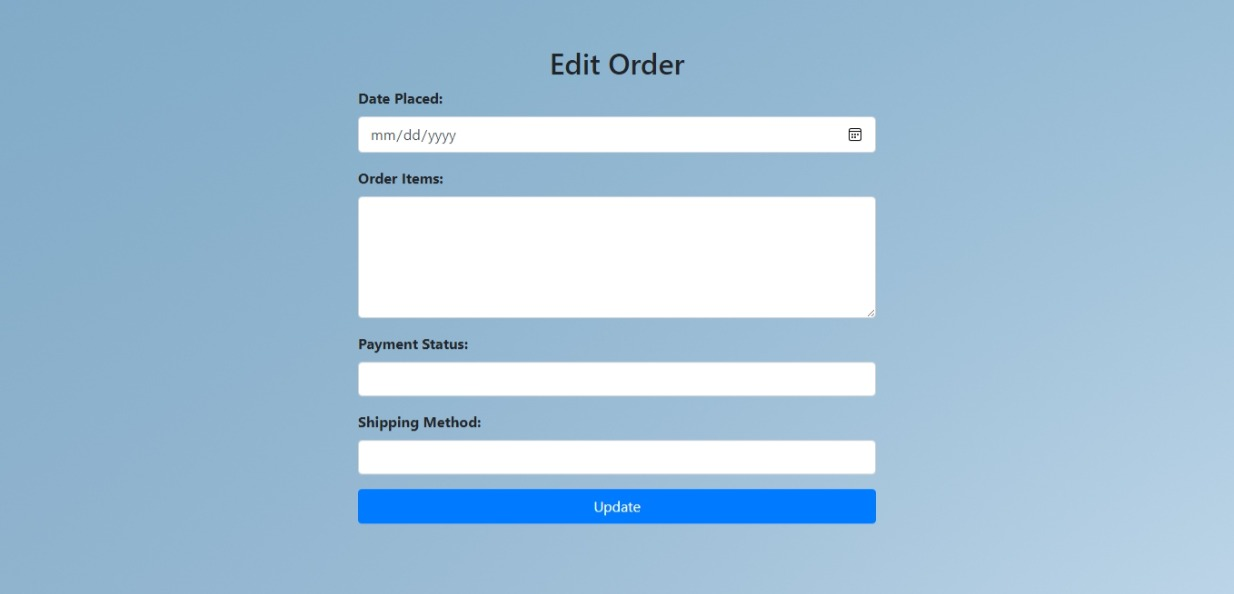 Edit Order
Date Placed:
mm/dd/yyyy
Order Items:
Payment Status:
Shipping Method:
Update